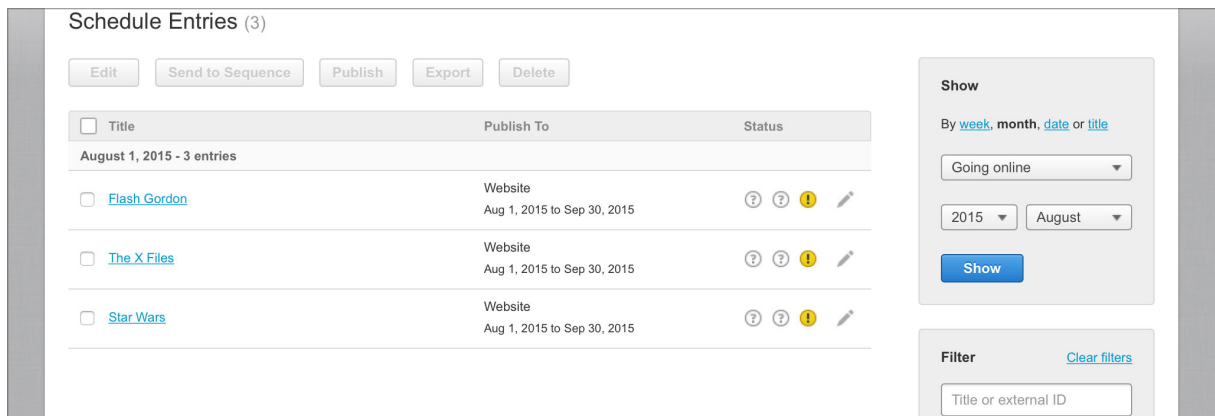 Schedule Entries (3)
Edit Send to Sequence Publish Export Delete
Title Publish To Status
August 1, 2015 - 3 entries
Flash Gordon
Website
Aug 1, 2015 to Sep 30, 2015
The X Files
Website
Aug 1, 2015 to Sep 30, 2015
Star Wars
Website
Aug 1, 2015 to Sep 30, 2015
Show
By week, month, date or title
Going online
2015 August
Show
Filter Clear filters
Title or external ID